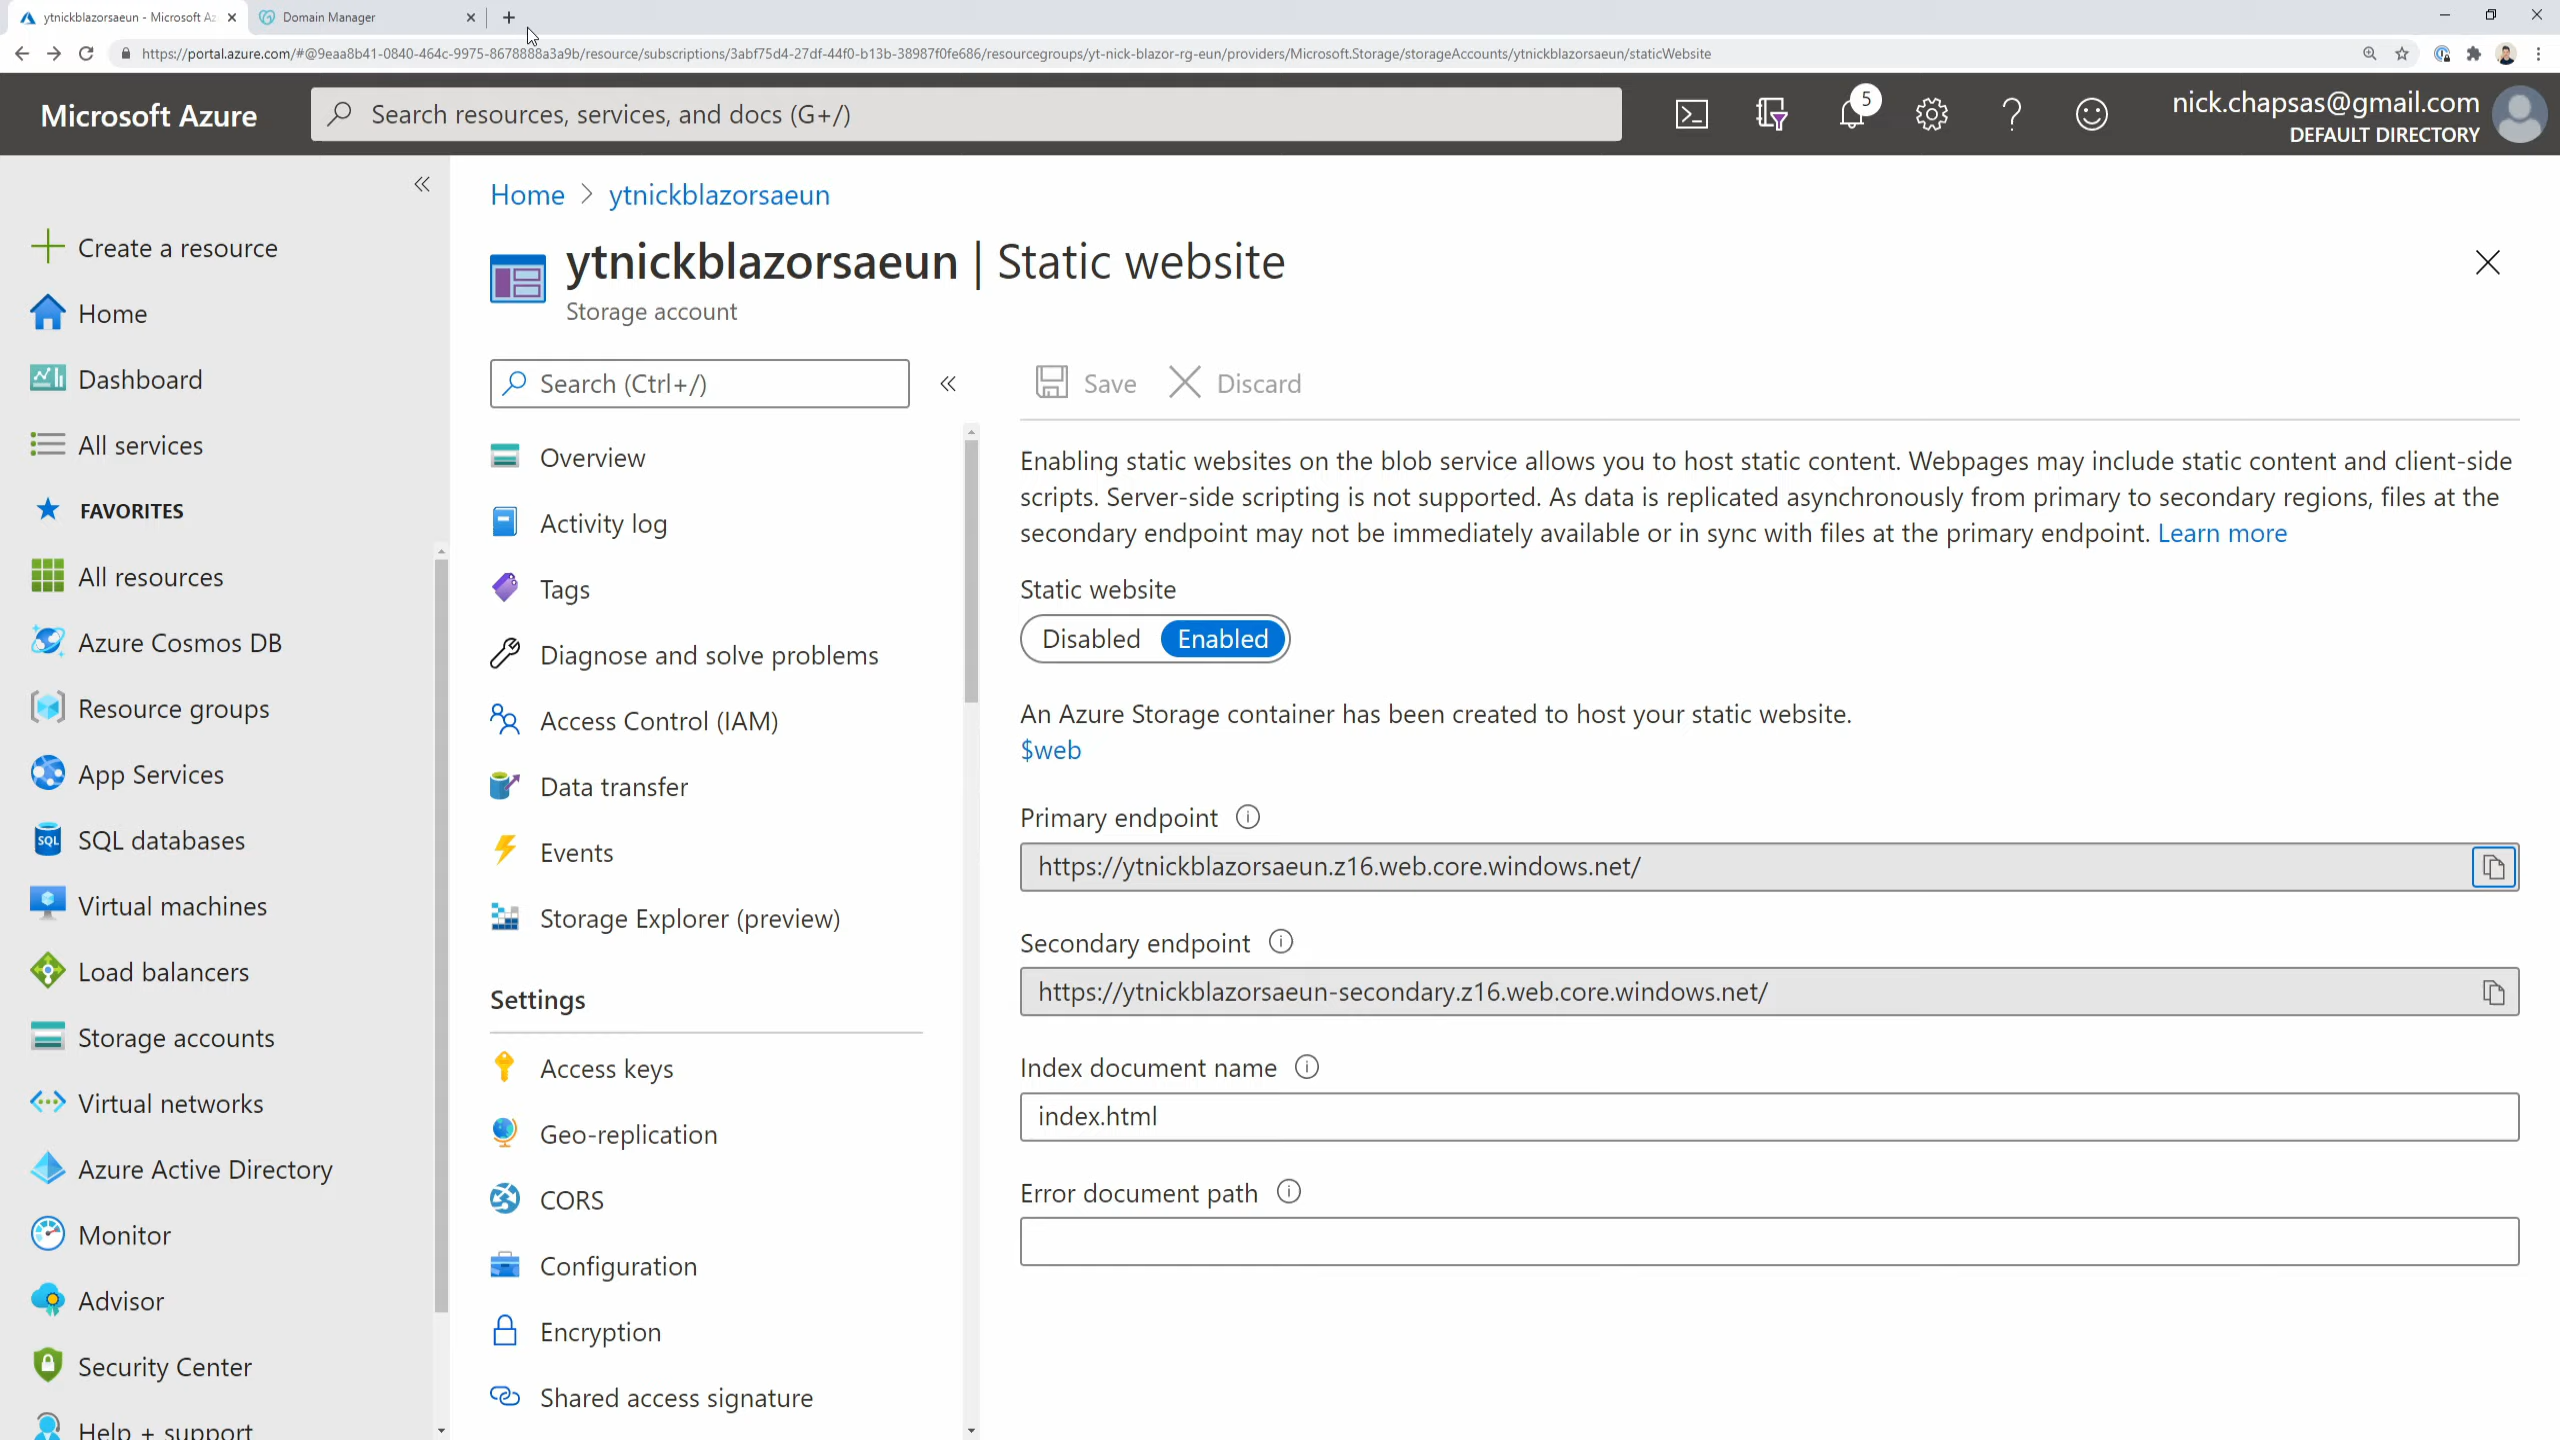 ytnickblazorsaeun - Microsoft Az
Domain Manager
https://portal.azure.com/#@9eaa8b41-0840-464c-9975-8678888a3a9b/resource/subscriptions/3abf75d4-27df-44f0-b13b-38987f0fe686/resourcegroups/yt-nick-blazor-rg-eun/providers/Microsoft.Storage/storageAccounts/ytnickblazorsaeun/staticWebsite
Microsoft Azure
Search resources, services, and docs (G+/)
5
nick.chapsas@gmail.com
DEFAULT DIRECTORY
Create a resource
Home
Dashboard
All services
FAVORITES
All resources
Azure Cosmos DB
Resource groups
App Services
SQL databases
Virtual machines
Load balancers
Storage accounts
Virtual networks
Azure Active Directory
Monitor
Advisor
Security Center
Help + support
Home > ytnickblazorsaeun
ytnickblazorsaeun | Static website
Storage account
Search (Ctrl+/)
Overview
Activity log
Tags
Diagnose and solve problems
Access Control (IAM)
Data transfer
Events
Storage Explorer (preview)
Settings
Access keys
Geo-replication
CORS
Configuration
Encryption
Shared access signature
Save
Discard
Enabling static websites on the blob service allows you to host static content. Webpages may include static content and client-side
scripts. Server-side scripting is not supported. As data is replicated asynchronously from primary to secondary regions, files at the
secondary endpoint may not be immediately available or in sync with files at the primary endpoint. Learn more
Static website
Disabled Enabled
An Azure Storage container has been created to host your static website.
$web
Primary endpoint
https://ytnickblazorsaeun.z16.web.core.windows.net/
Secondary endpoint
https://ytnickblazorsaeun-secondary.z16.web.core.windows.net/
Index document name
index.html
Error document path